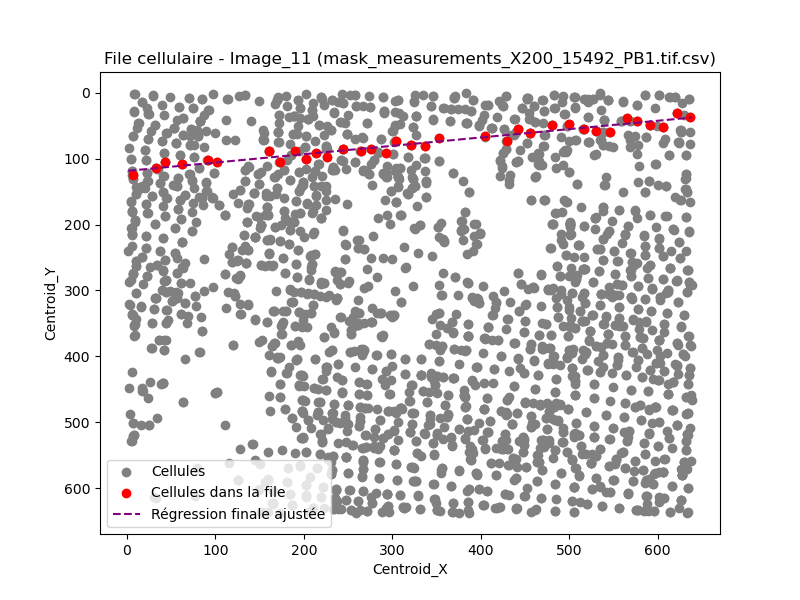 File cellulaire - Image_11 (mask_measurements_X200_15492_PB1.tif.csv)
0
100
200
300
400
500
600
Centroid_Y
Cellules
Cellules dans la file
Régression finale ajustée
0 100 200 300 400 500 600
Centroid_X